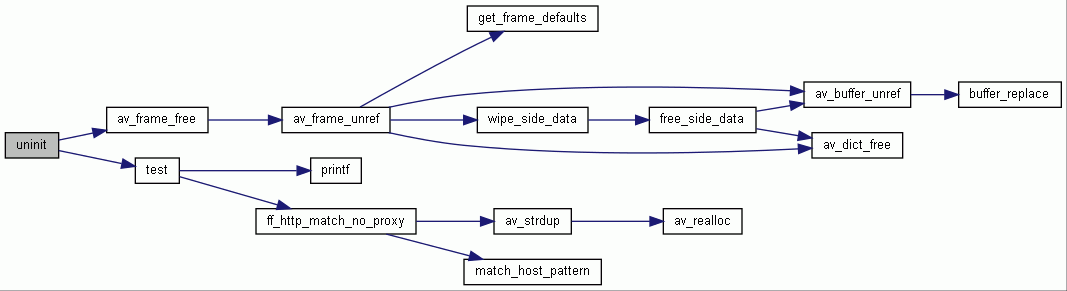 get_frame_defaults
av_buffer_unref
buffer_replace
av_frame_free
av_frame_unref
wipe_side_data
free_side_data
uninit
av_dict_free
test
printf
ff_http_match_no_proxy
av_strdup
av_realloc
match_host_pattern